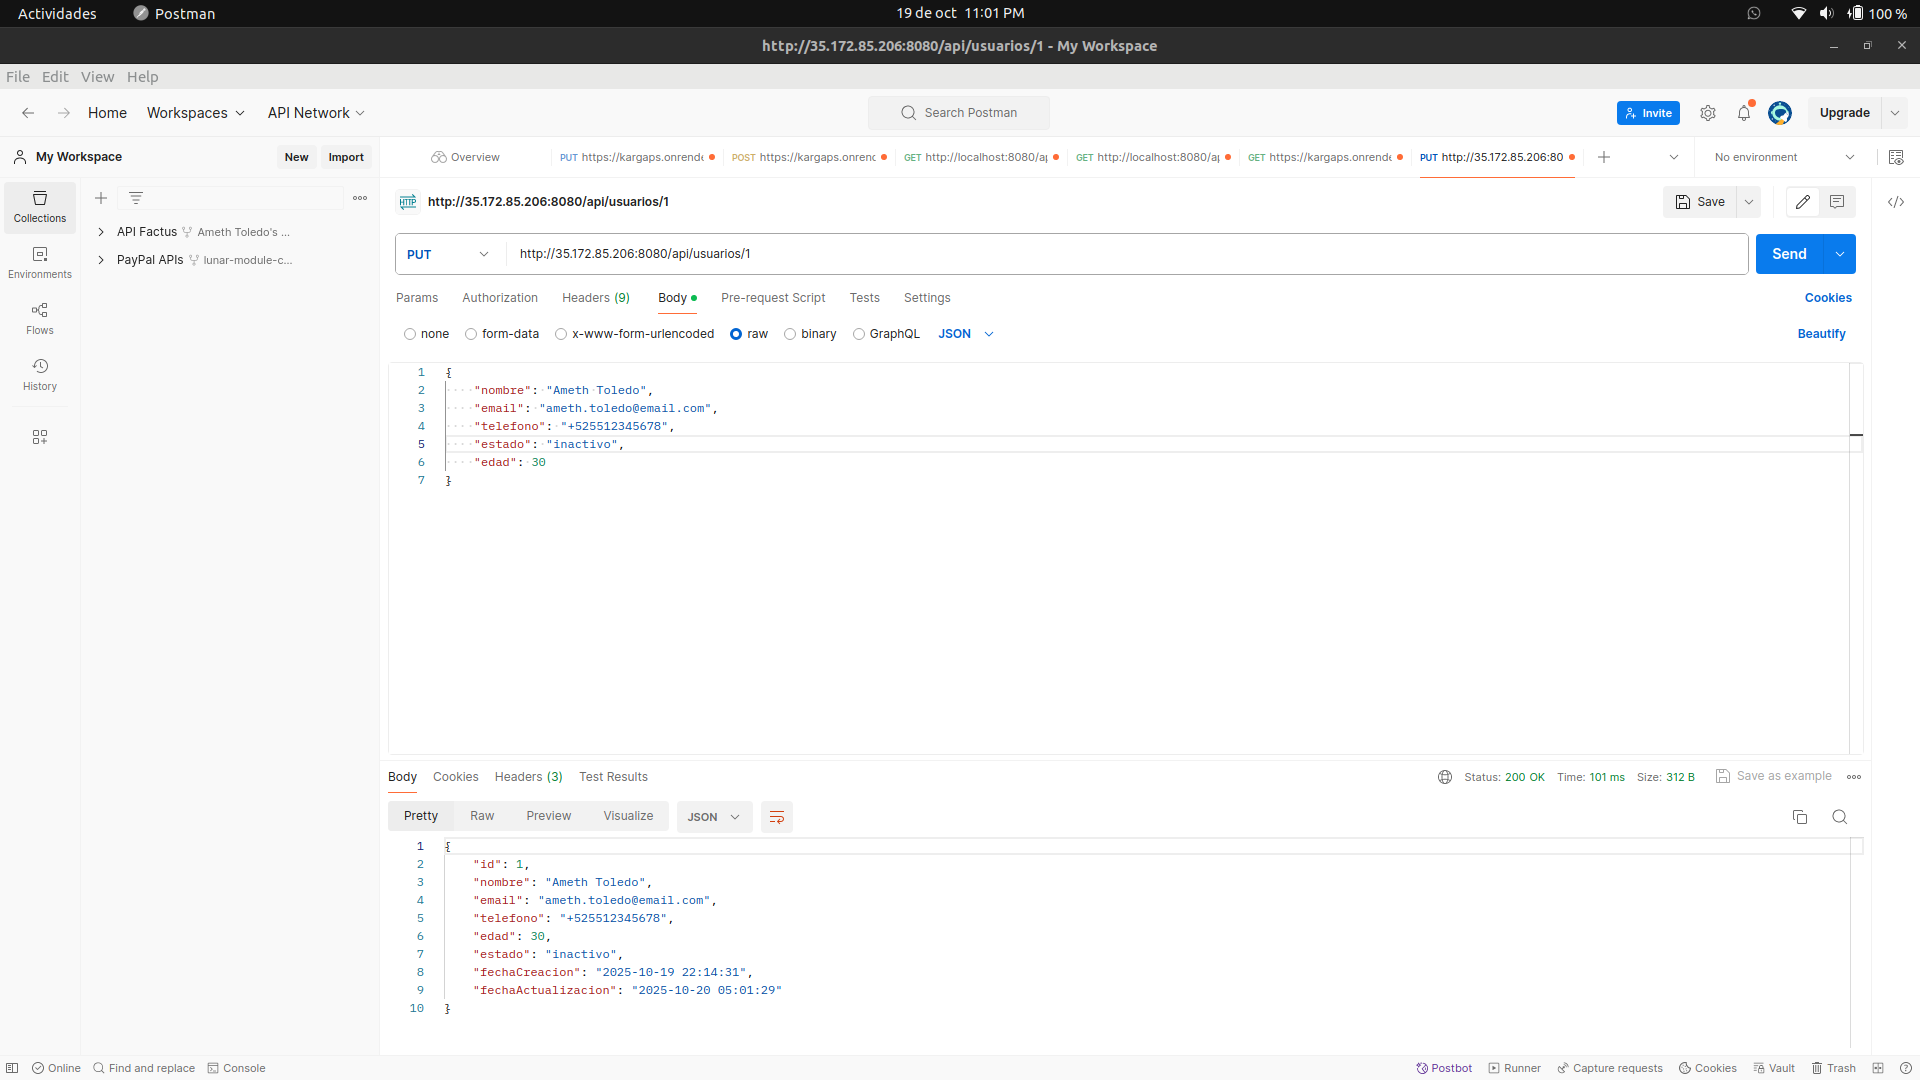 Actividades
Postman
19 de oct 11:01 PM
100 %
http://35.172.85.206:8080/api/usuarios/1 - My Workspace
File Edit View Help
Home Workspaces API Network
Search Postman
Invite
Upgrade
My Workspace
New Import
Overview
PUT https://kargaps.onrende
POST https://kargaps.onrenc
GET http://localhost:8080/a
GET http://localhost:8080/a
GET https://kargaps.onrende
PUT http://35.172.85.206:80
No environment
Collections
Environments
Flows
History
API Factus Ameth Toledo's ...
PayPal APIs lunar-module-c...
HTTP http://35.172.85.206:8080/api/usuarios/1
Save
PUT http://35.172.85.206:8080/api/usuarios/1
Send
Params Authorization Headers (9) Body Pre-request Script Tests Settings
Cookies
none form-data x-www-form-urlencoded raw binary GraphQL JSON
Beautify
1 {
2 "nombre": "Ameth Toledo",
3 "email": "ameth.toledo@email.com",
4 "telefono": "+525512345678",
5 "estado": "inactivo",
6 "edad": 30
7 }
Body Cookies Headers (3) Test Results
Status: 200 OK Time: 101 ms Size: 312 B Save as example
Pretty Raw Preview Visualize JSON
1 {
2 "id": 1,
3 "nombre": "Ameth Toledo",
4 "email": "ameth.toledo@email.com",
5 "telefono": "+525512345678",
6 "edad": 30,
7 "estado": "inactivo",
8 "fechaCreacion": "2025-10-19 22:14:31",
9 "fechaActualizacion": "2025-10-20 05:01:29"
10 }
Online Find and replace Console
Postbot Runner Capture requests Cookies Vault Trash